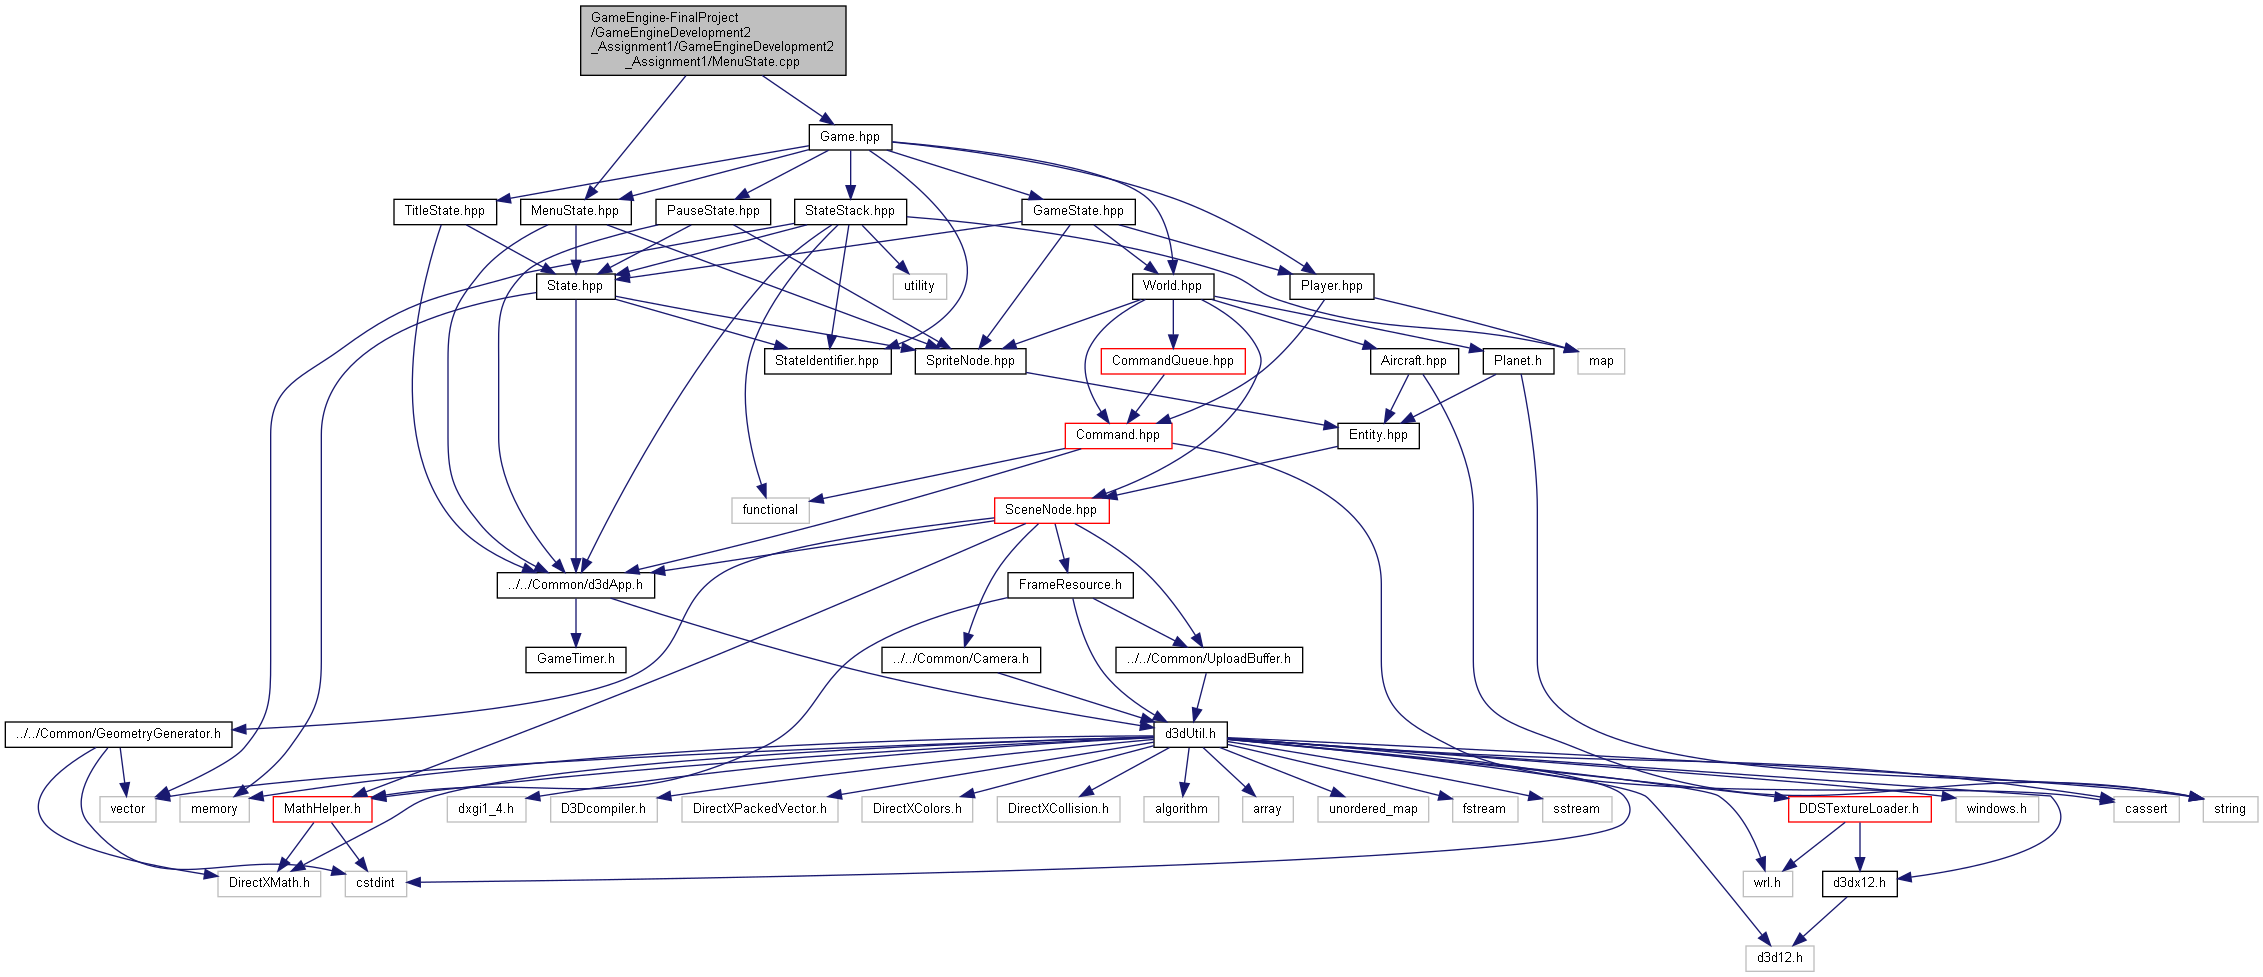 GameEngine-FinalProject
/GameEngineDevelopment2
_Assignment1/GameEngineDevelopment2
_Assignment1/MenuState.cpp
Game.hpp
TitleState.hpp
MenuState.hpp
PauseState.hpp
StateStack.hpp
GameState.hpp
State.hpp
utility
World.hpp
Player.hpp
StateIdentifier.hpp
SpriteNode.hpp
CommandQueue.hpp
Aircraft.hpp
Planet.h
map
Command.hpp
Entity.hpp
functional
SceneNode.hpp
../../Common/d3dApp.h
FrameResource.h
GameTimer.h
../../Common/Camera.h
../../Common/UploadBuffer.h
../../Common/GeometryGenerator.h
d3dUtil.h
vector
memory
MathHelper.h
dxgi1_4.h
D3Dcompiler.h
DirectXPackedVector.h
DirectXColors.h
DirectXCollision.h
algorithm
array
unordered_map
fstream
sstream
DDSTextureLoader.h
windows.h
cassert
string
DirectXMath.h
cstdint
wrl.h
d3dx12.h
d3d12.h